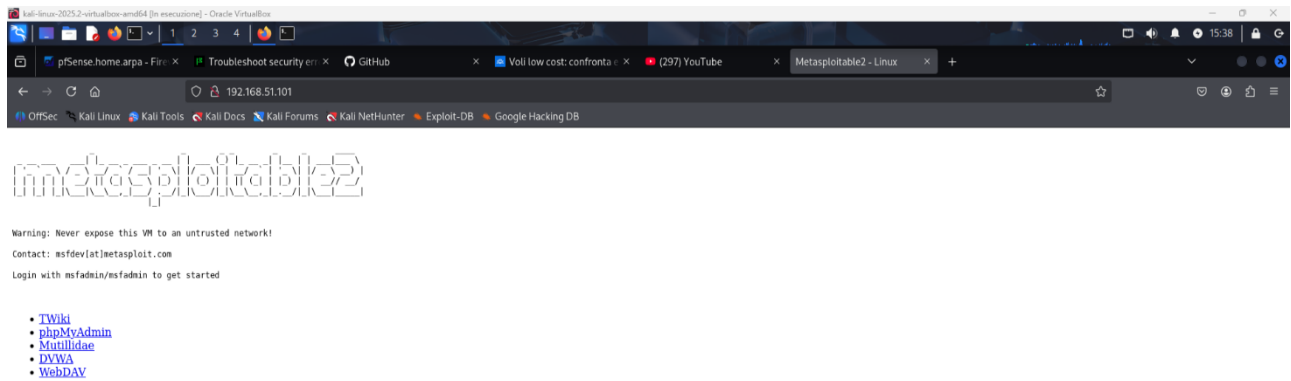 kali-linux-2025.2-virtualbox-amd64 [In esecuzione] - Oracle VirtualBox
1 2 3 4 15:38
pfSense.home.arpa - Fire Troubleshoot security err GitHub Voli low cost: confronta e (297) YouTube Metasploitable2 - Linux
192.168.51.101
OffSec Kali Linux Kali Tools Kali Docs Kali Forums Kali NetHunter Exploit-DB Google Hacking DB
metasploitable2
Warning: Never expose this VM to an untrusted network!
Contact: msfdev[at]metasploit.com
Login with msfadmin/msfadmin to get started
TWiki
phpMyAdmin
Mutillidae
DVWA
WebDAV